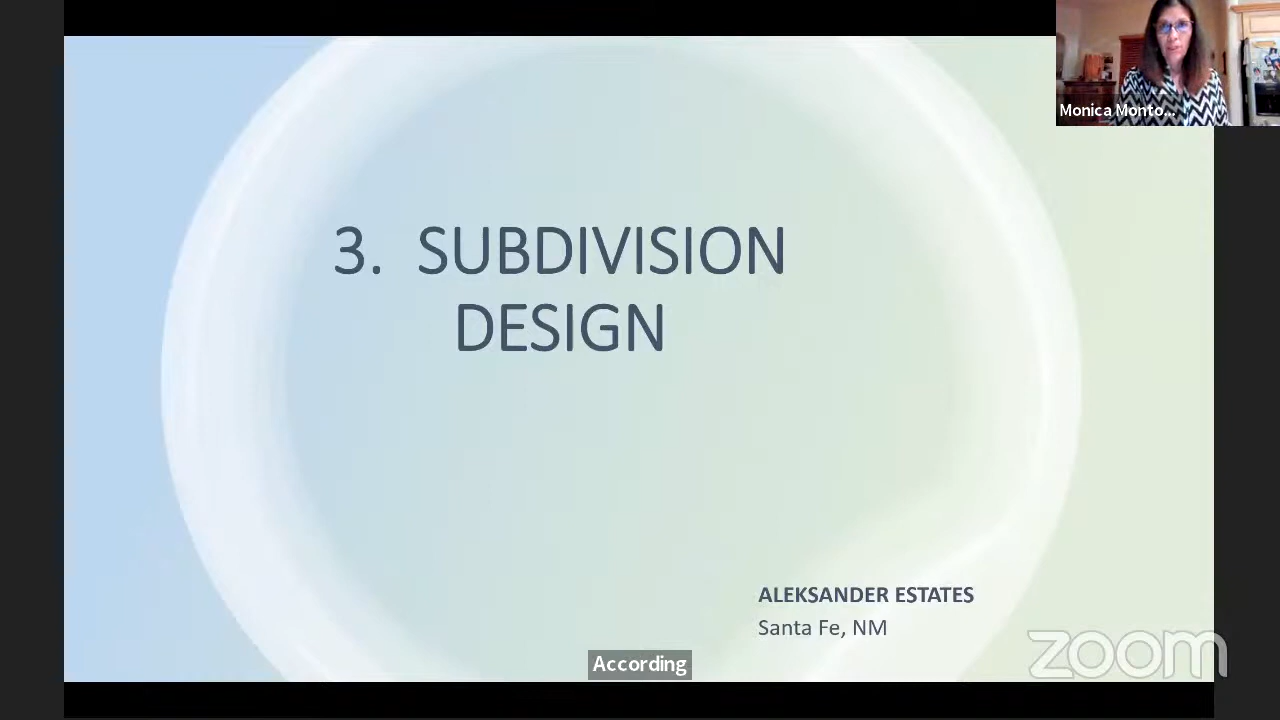 Monica Monto...
3. SUBDIVISION
DESIGN
ALEKSANDER ESTATES
Santa Fe, NM
According
zoom